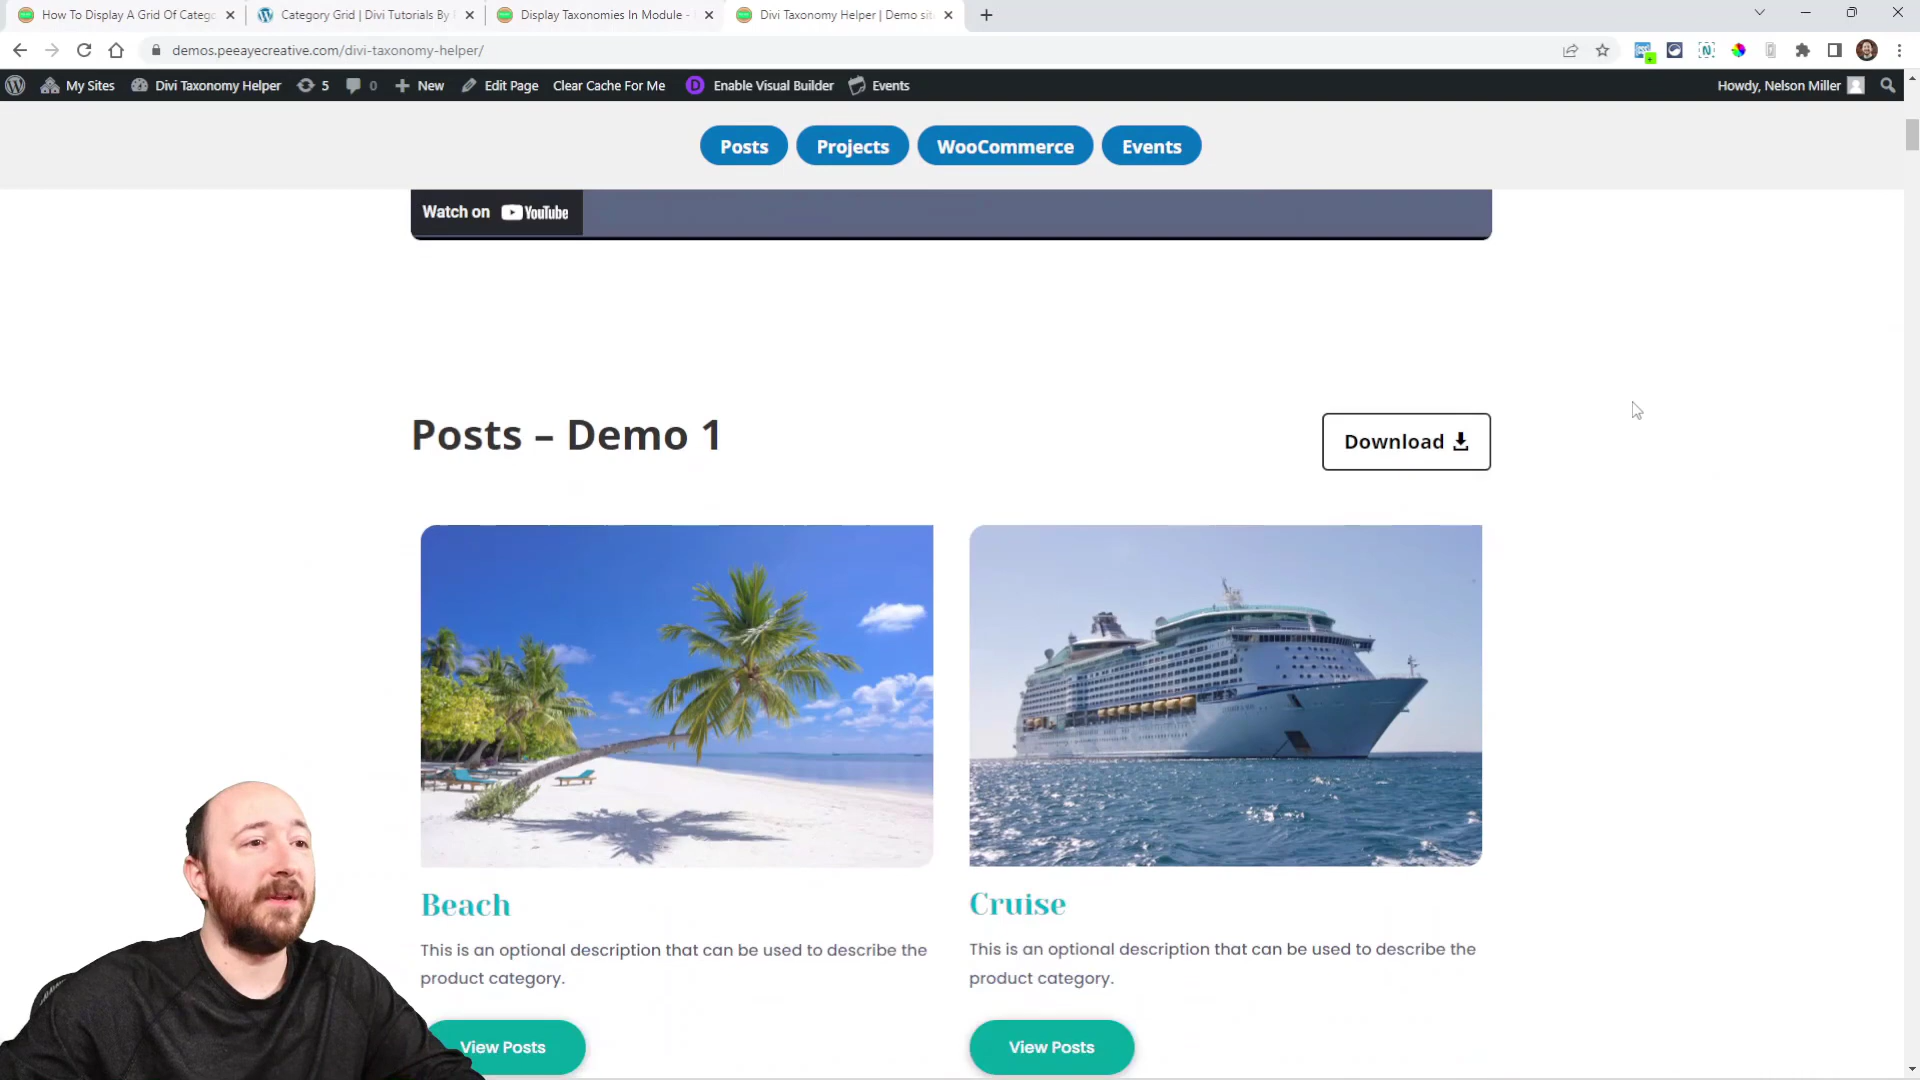 How To Display A Grid Of Catego
Category Grid | Divi Tutorials By
Display Taxonomies In Module -
Divi Taxonomy Helper | Demo sit
demos.peeayecreative.com/divi-taxonomy-helper/
My Sites
Divi Taxonomy Helper
5
0
New
Edit Page
Clear Cache For Me
Enable Visual Builder
Events
Howdy, Nelson Miller
Posts
Projects
WooCommerce
Events
Watch on YouTube
Posts – Demo 1
Download
Beach
This is an optional description that can be used to describe the
product category.
View Posts
Cruise
This is an optional description that can be used to describe the
product category.
View Posts